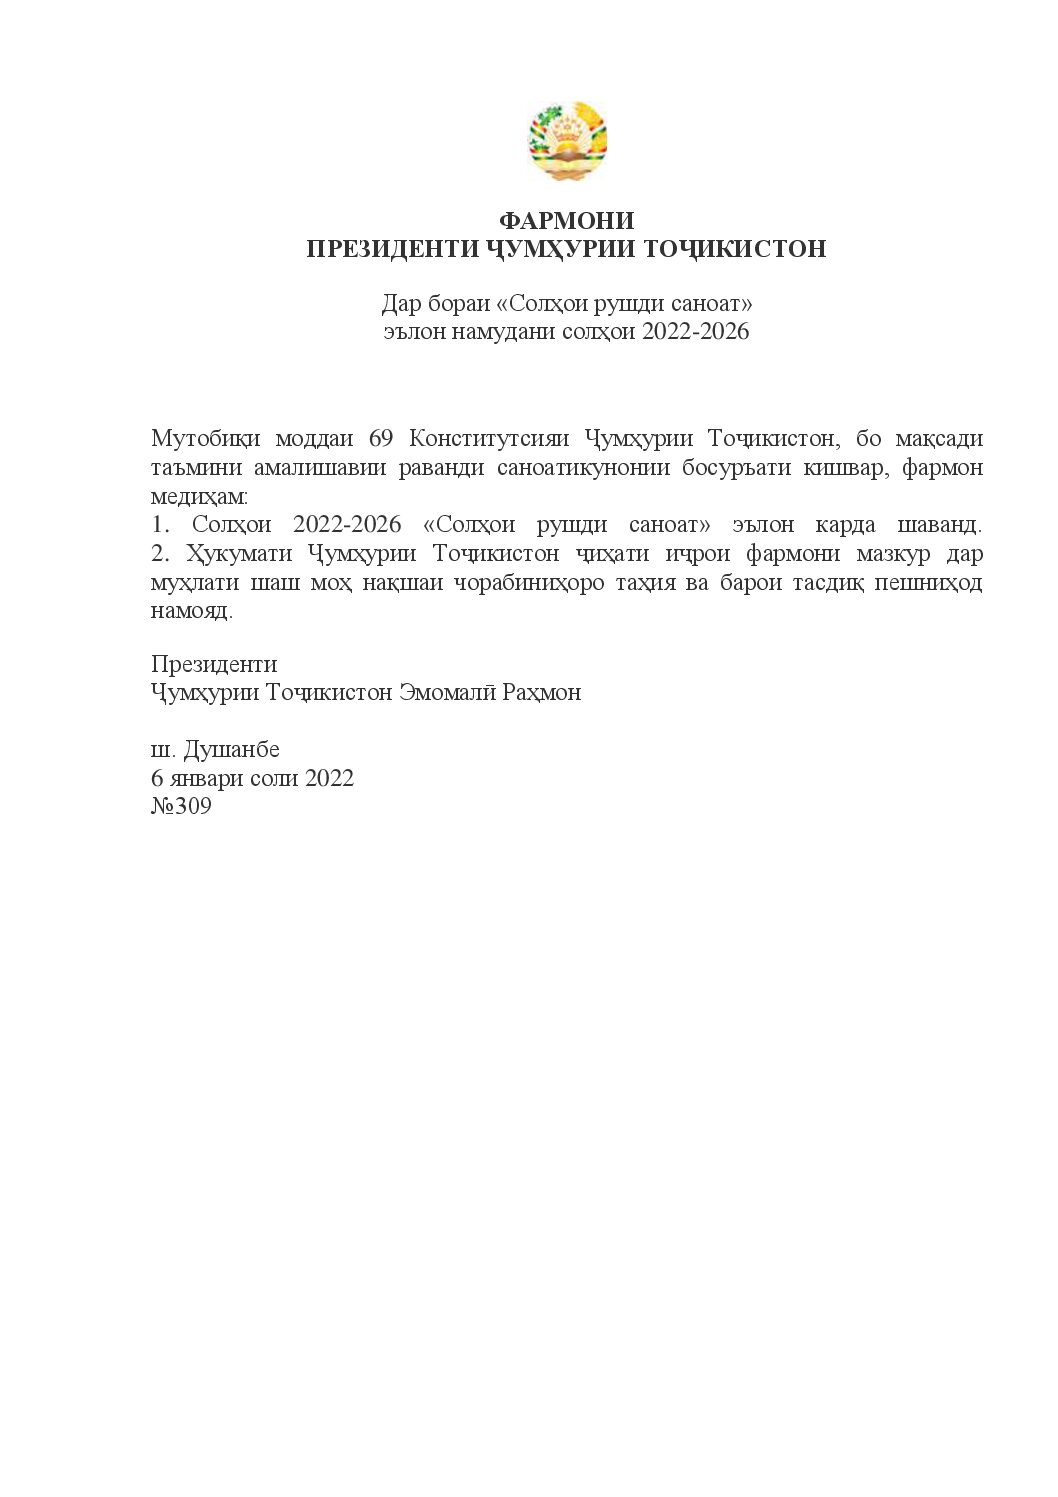 ФАРМОНИ
ПРЕЗИДЕНТИ ҶУМҲУРИИ ТОҶИКИСТОН
Дар бораи «Солҳои рушди саноат»
эълон намудани солҳои 2022-2026
Мутобиқи моддаи 69 Конститутсияи Ҷумҳурии Тоҷикистон, бо мақсади
таъмини амалишавии раванди саноатикунонии босуръати кишвар, фармон
медиҳам:
1. Солҳои 2022-2026 «Солҳои рушди саноат» эълон карда шаванд.
2. Ҳукумати Ҷумҳурии Тоҷикистон ҷиҳати иҷрои фармони мазкур дар
муҳлати шаш моҳ нақшаи чорабиниҳоро таҳия ва барои тасдиқ пешниҳод
намояд.
Президенти
Ҷумҳурии Тоҷикистон Эмомалӣ Раҳмон
ш. Душанбе
6 январи соли 2022
№309